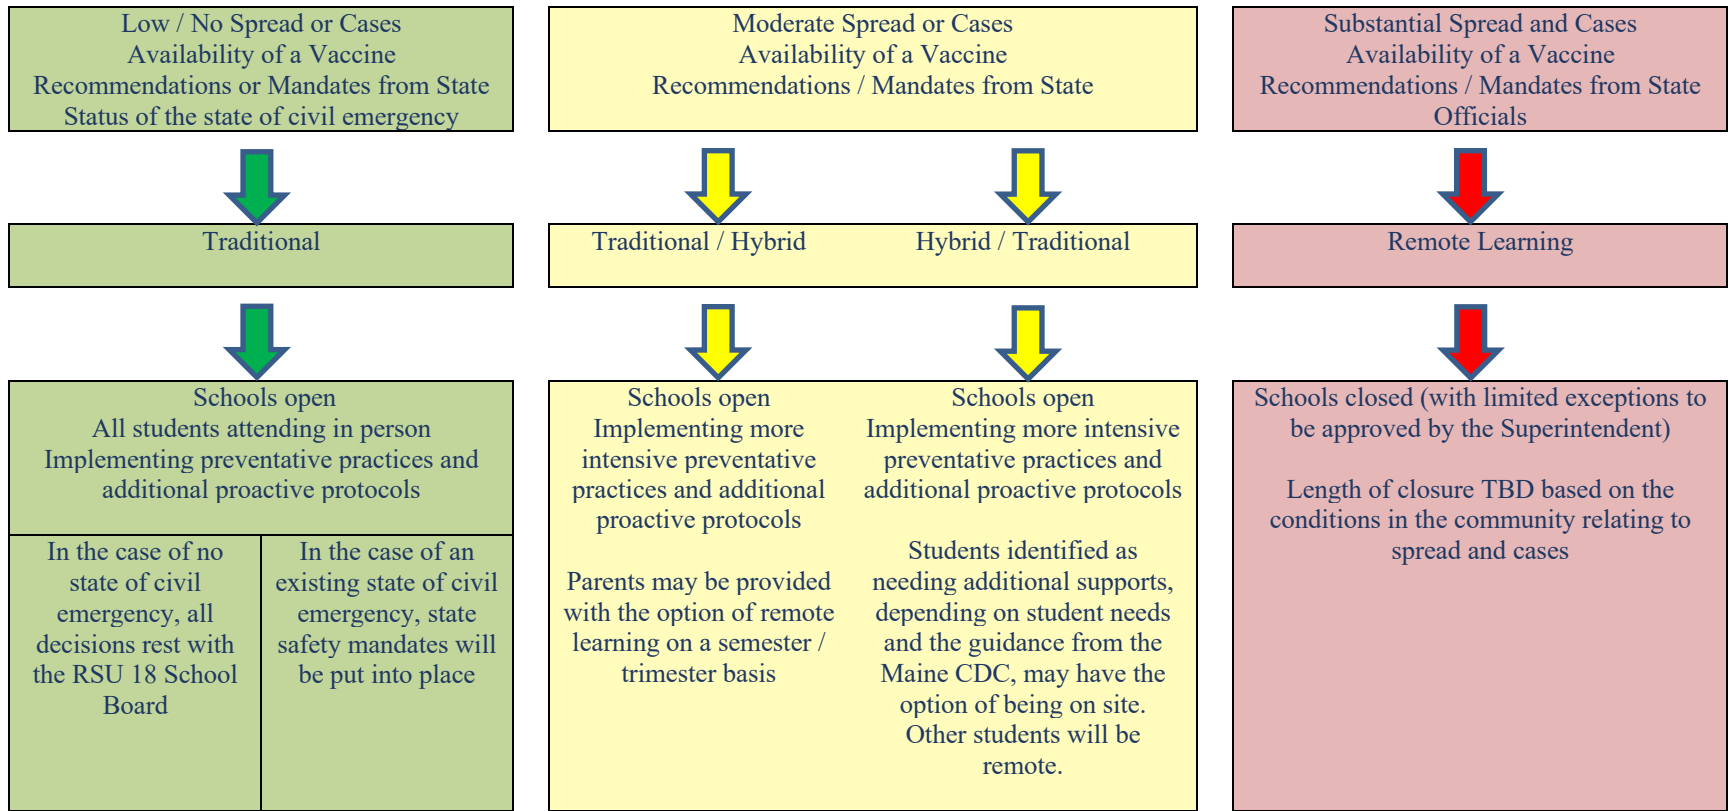 Low / No Spread or Cases
Availability of a Vaccine
Recommendations or Mandates from State
Status of the state of civil emergency
Moderate Spread or Cases
Availability of a Vaccine
Recommendations / Mandates from State
Substantial Spread and Cases
Availability of a Vaccine
Recommendations / Mandates from State
Officials
Traditional
Traditional / Hybrid
Hybrid / Traditional
Remote Learning
Schools open
All students attending in person
Implementing preventative practices and
additional proactive protocols
In the case of no
state of civil
emergency, all
decisions rest with
the RSU 18 School
Board
In the case of an
existing state of civil
emergency, state
safety mandates will
be put into place
Schools open
Implementing more
intensive preventative
practices and additional
proactive protocols
Parents may be provided
with the option of remote
learning on a semester /
trimester basis
Schools open
Implementing more intensive
preventative practices and
additional proactive protocols
Students identified as
needing additional supports,
depending on student needs
and the guidance from the
Maine CDC, may have the
option of being on site.
Other students will be
remote.
Schools closed (with limited exceptions to
be approved by the Superintendent)
Length of closure TBD based on the
conditions in the community relating to
spread and cases